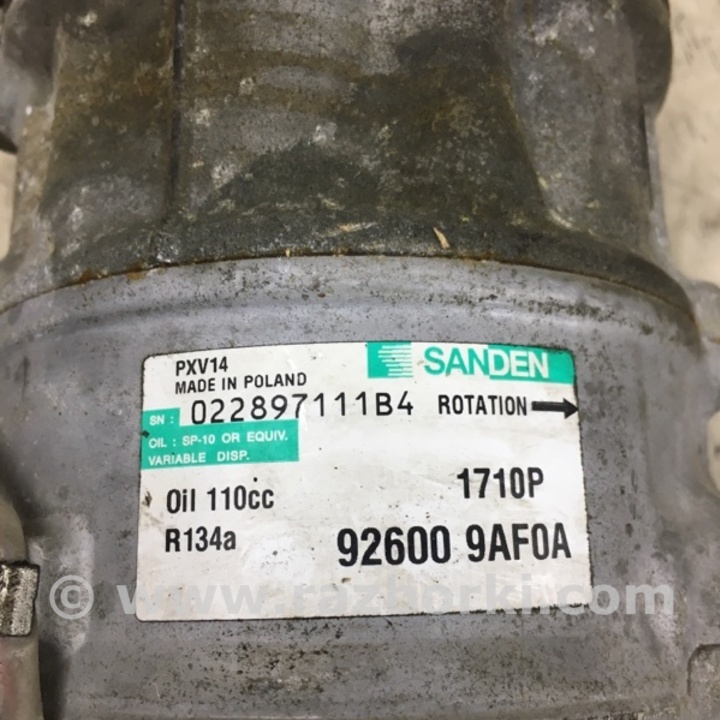 PXV14
SANDEN
MADE IN POLAND
SN : 022897111B4 ROTATION
OIL : SP-10 OR EQUIV.
VARIABLE DISP.
Oil 110cc 1710P
R134a 92600 9AF0A
© www.razborki.com